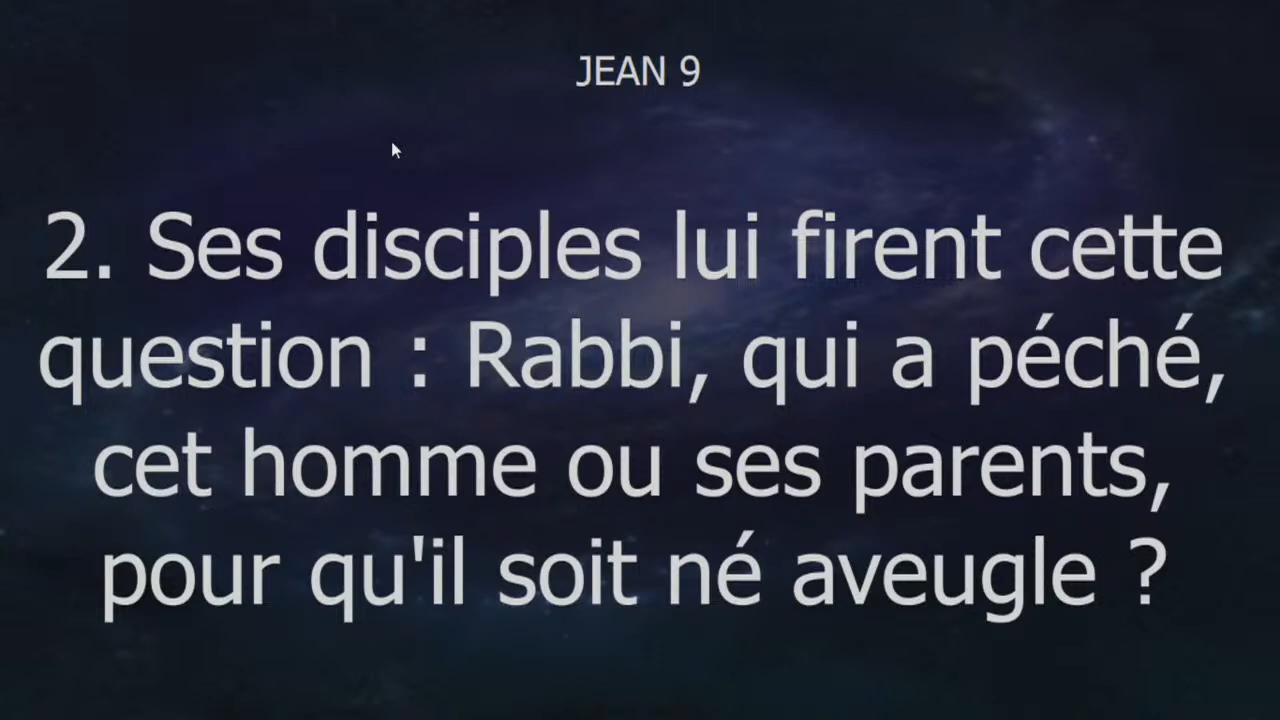 JEAN 9
2. Ses disciples lui firent cette
question : Rabbi, qui a péché,
cet homme ou ses parents,
pour qu'il soit né aveugle ?